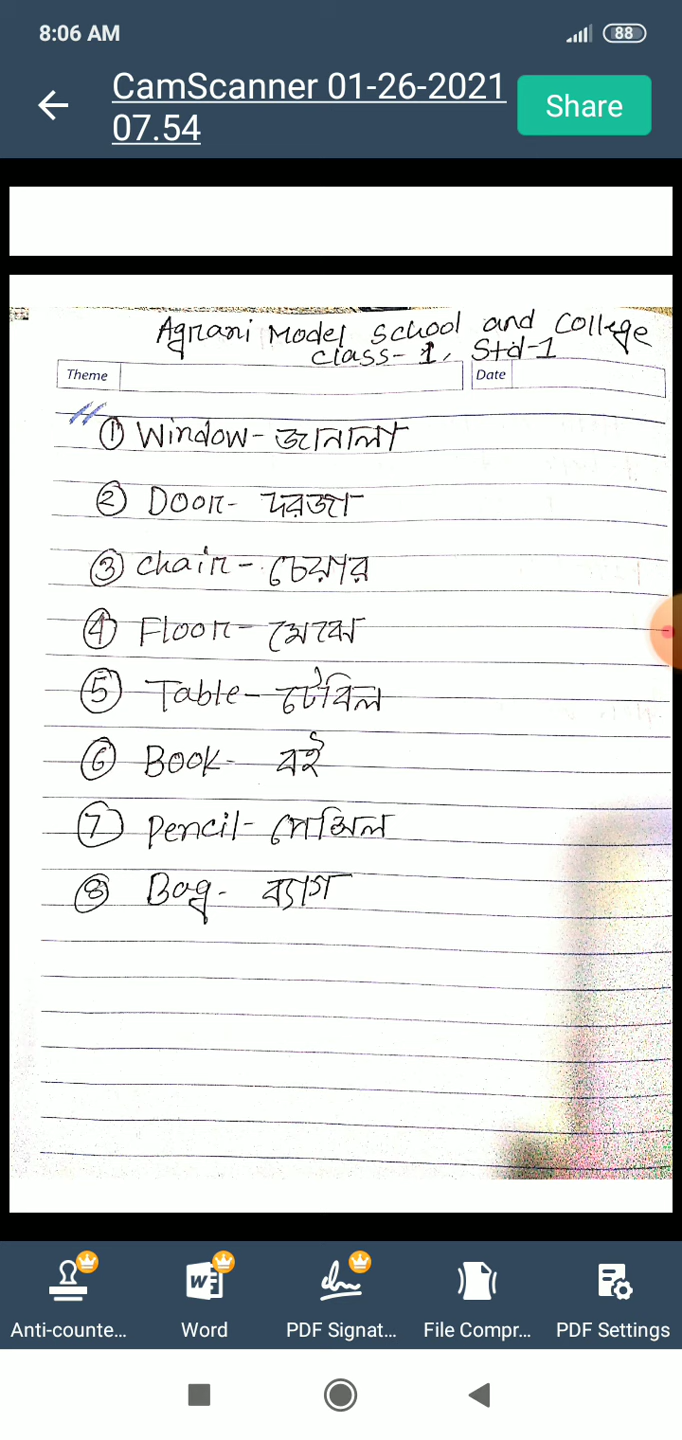 8:06 AM
88
CamScanner 01-26-2021
07.54
Share
Agrani Model School and College
Class-1, Std-1
Theme
Date
① Window- জানালা
② Door- দরজা
③ chair- চেয়ার
④ Floor- মেঝে
⑤ Table- টেবিল
⑥ Book- বই
⑦ Pencil- পেন্সিল
⑧ Bag- ব্যাগ
Anti-counte... Word PDF Signat... File Compr... PDF Settings